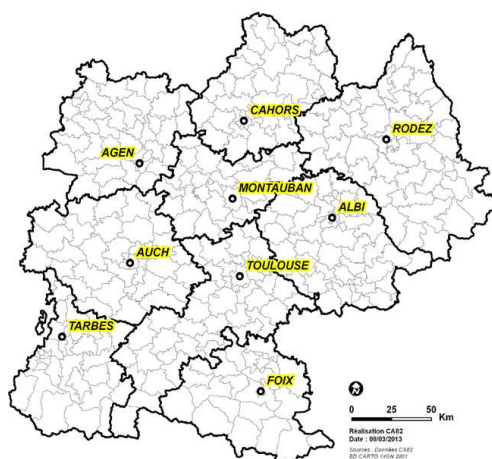 CAHORS
RODEZ
AGEN
MONTAUBAN
ALBI
AUCH
TOULOUSE
TARBES
FOIX
N
0 25 50
Km
Réalisation CA82
Date : 08/03/2013
Sources : Données CA82
BD CARTO ®IGN 2001